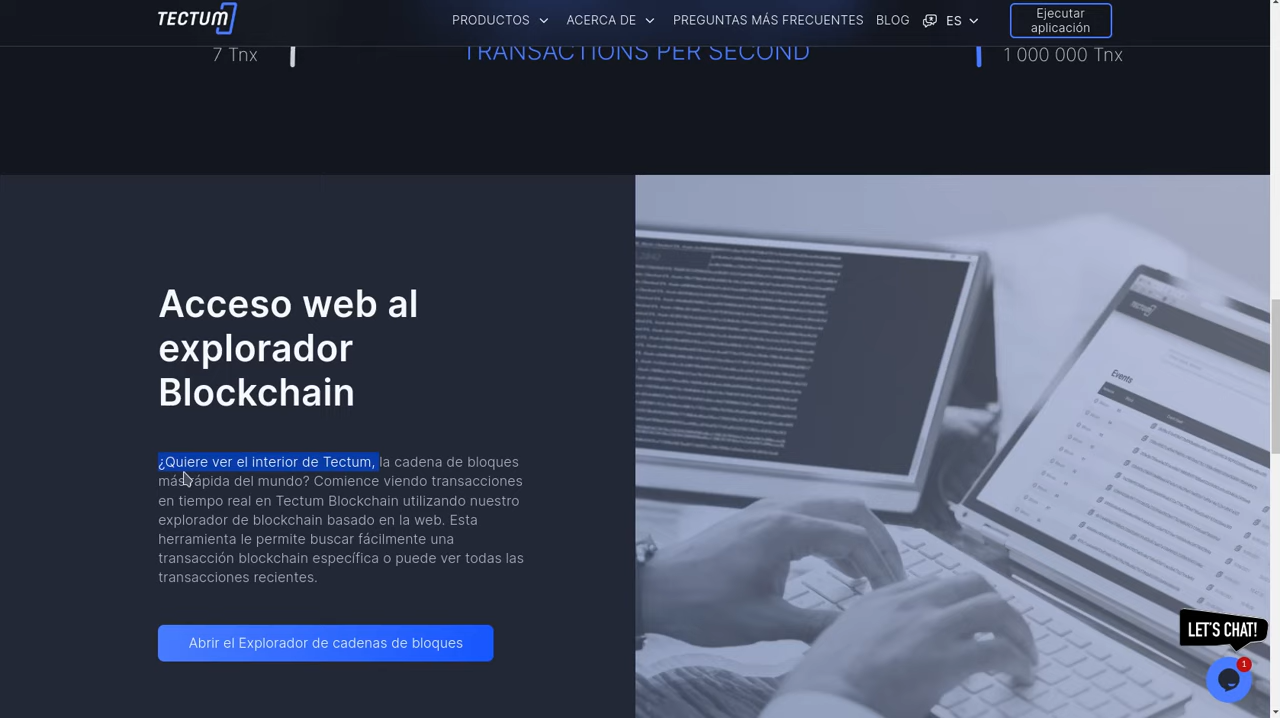 TECTUM
PRODUCTOS
ACERCA DE
PREGUNTAS MÁS FRECUENTES
BLOG
ES
Ejecutar
aplicación
7 Tnx
TRANSACTIONS PER SECOND
1 000 000 Tnx
Acceso web al
explorador
Blockchain
¿Quiere ver el interior de Tectum, la cadena de bloques
más rápida del mundo? Comience viendo transacciones
en tiempo real en Tectum Blockchain utilizando nuestro
explorador de blockchain basado en la web. Esta
herramienta le permite buscar fácilmente una
transacción blockchain específica o puede ver todas las
transacciones recientes.
Abrir el Explorador de cadenas de bloques
Events
LET'S CHAT!
1